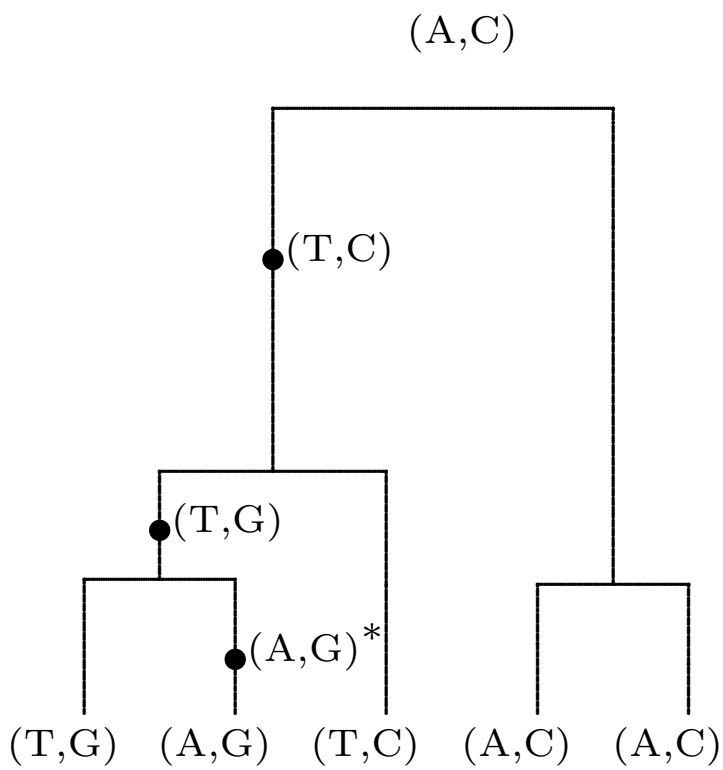 (A,C)
(T,C)
(T,G)
(A,G)*
(T,G) (A,G) (T,C) (A,C) (A,C)